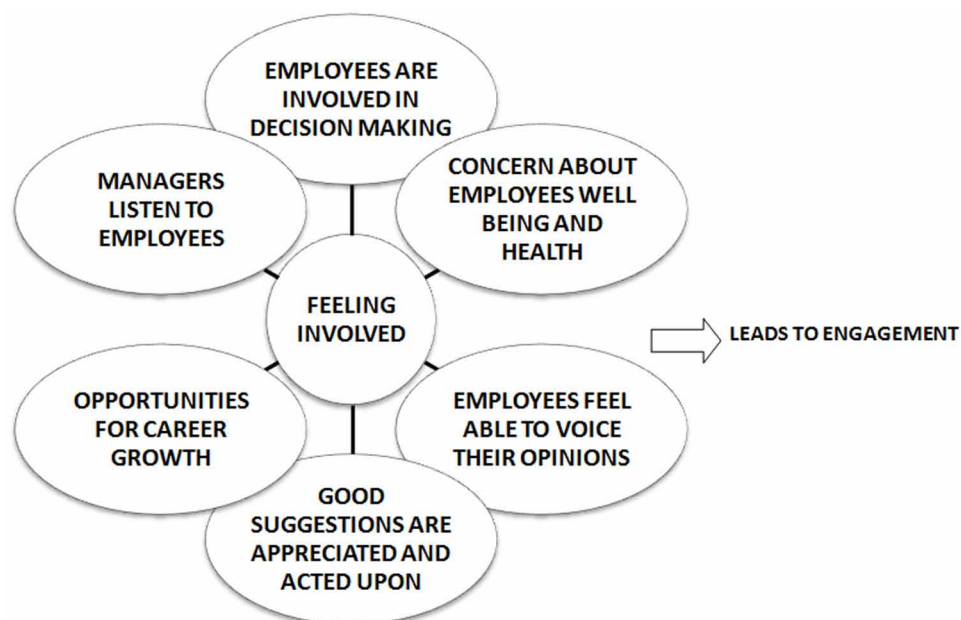 EMPLOYEES ARE
INVOLVED IN
DECISION MAKING
MANAGERS
LISTEN TO
EMPLOYEES
CONCERN ABOUT
EMPLOYEES WELL
BEING AND
HEALTH
FEELING
INVOLVED
LEADS TO ENGAGEMENT
OPPORTUNITIES
FOR CAREER
GROWTH
EMPLOYEES FEEL
ABLE TO VOICE
THEIR OPINIONS
GOOD
SUGGESTIONS ARE
APPRECIATED AND
ACTED UPON